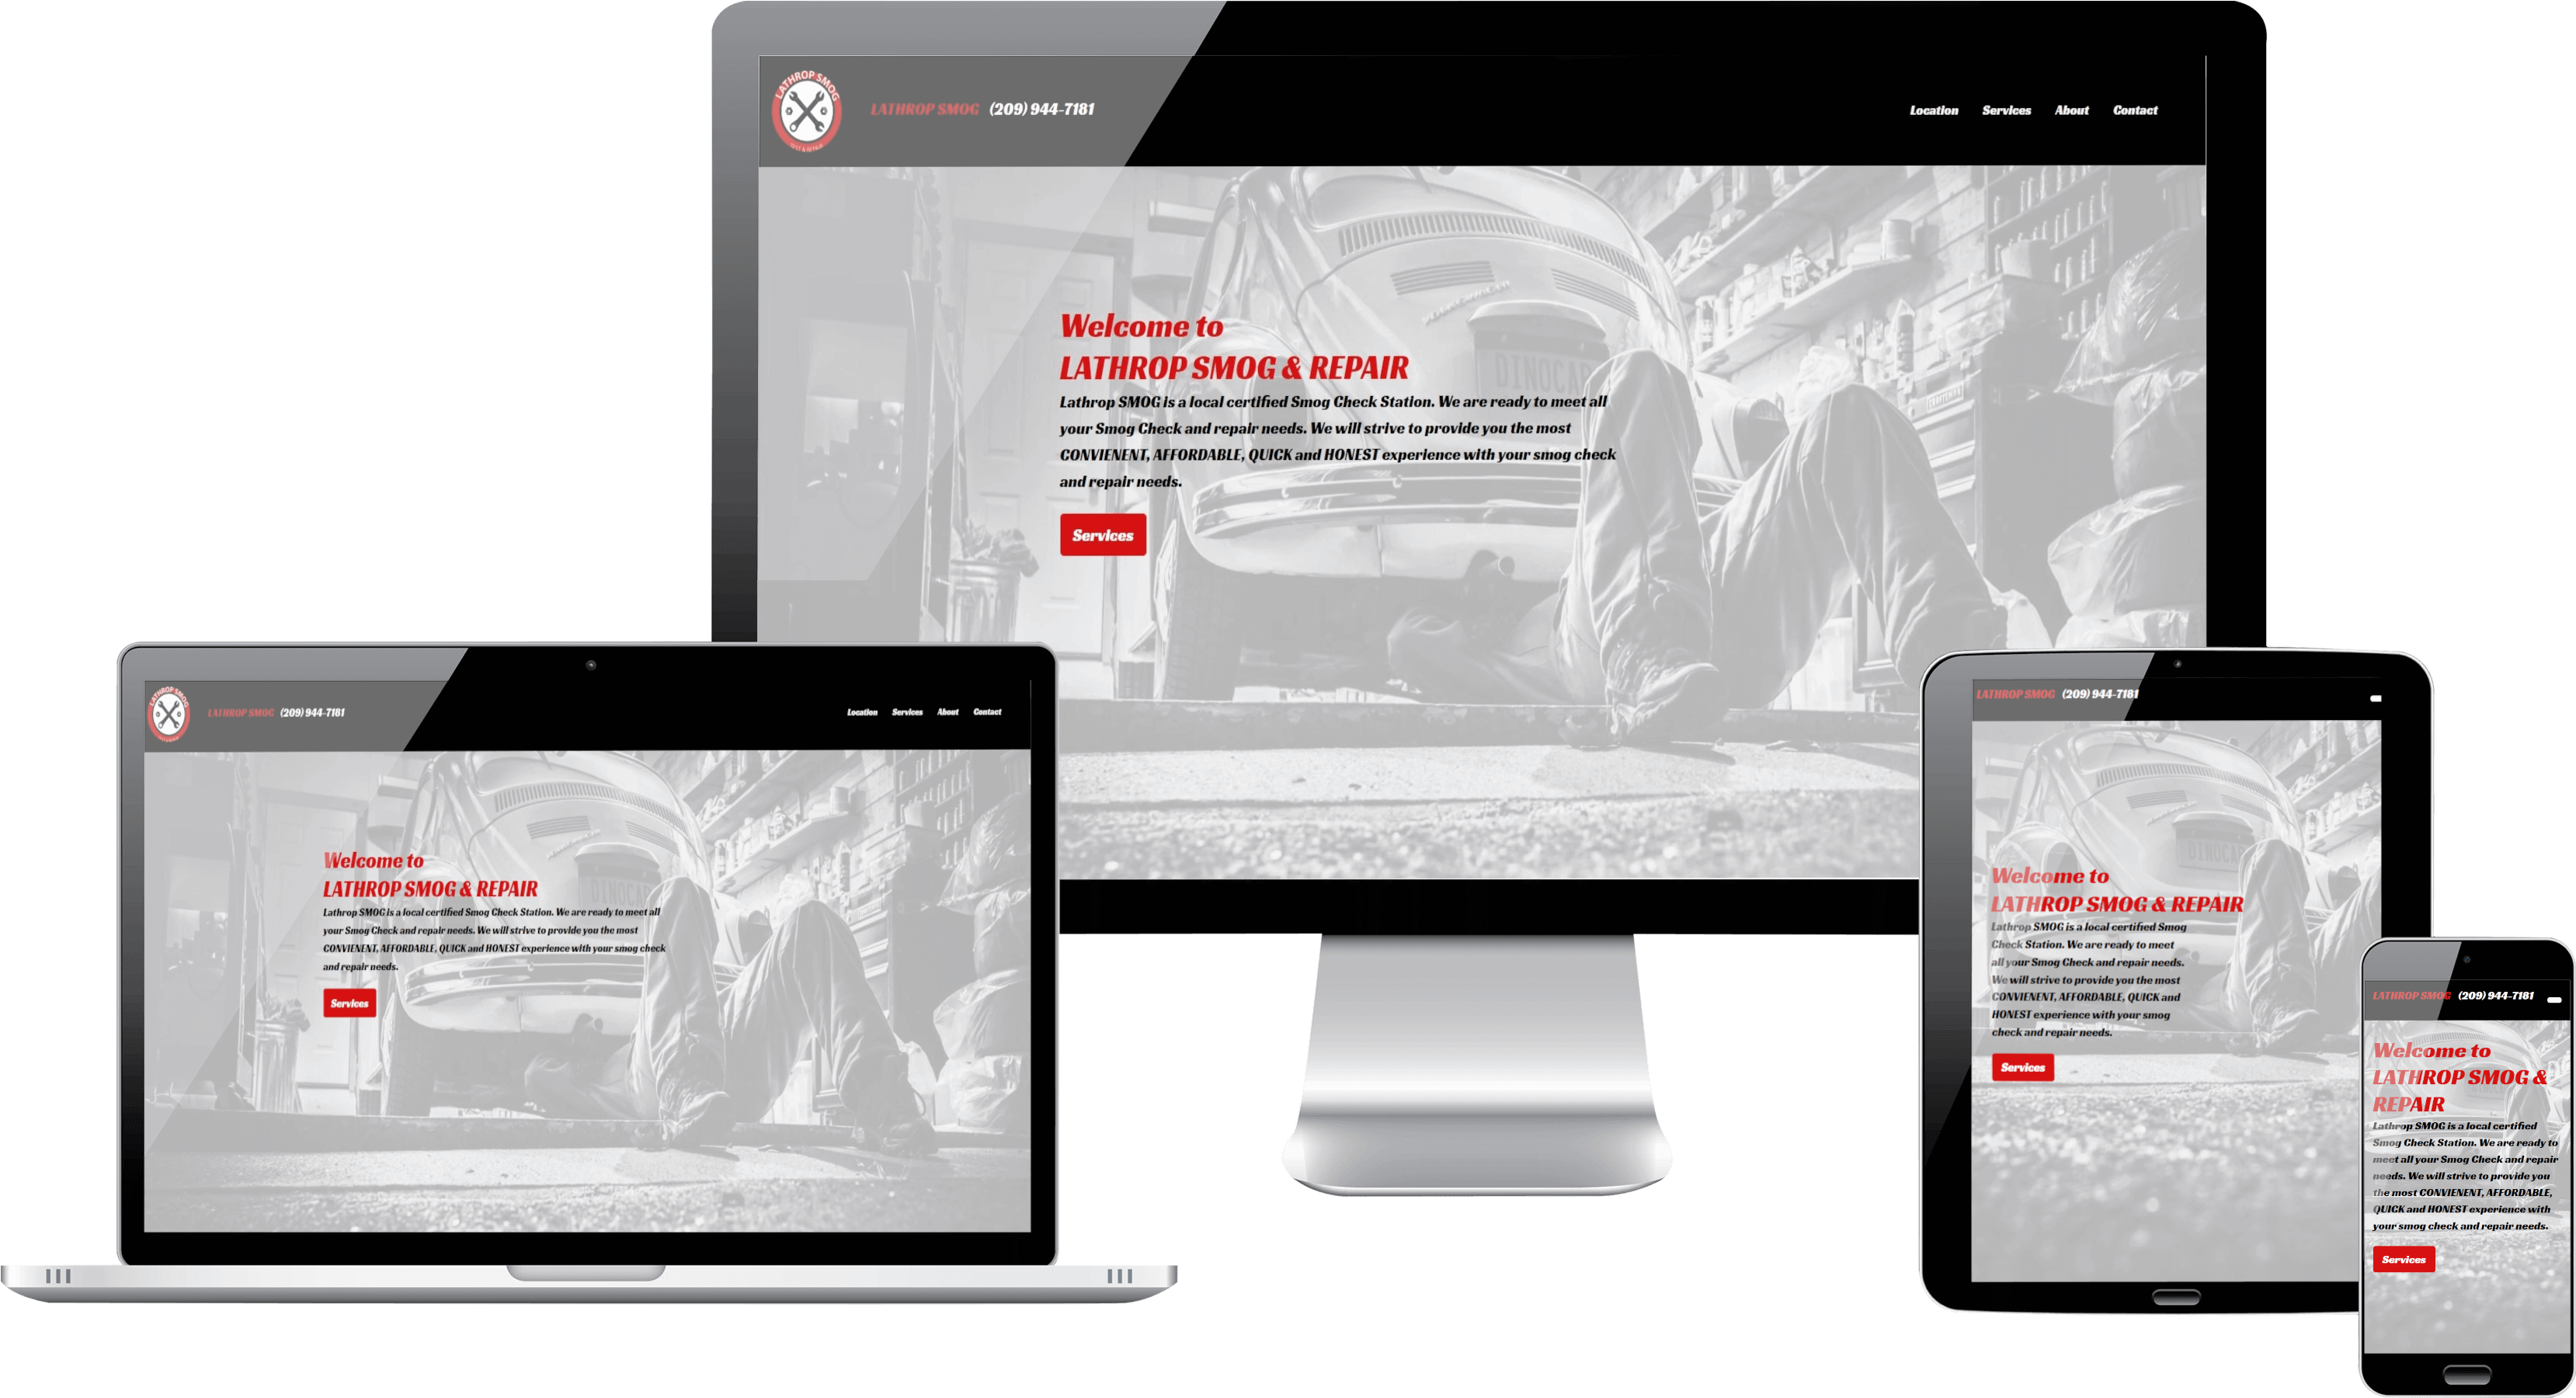 LATHROP SMOG
TEST & REPAIR
LATHROP SMOG (209) 944-7181
Location Services About Contact
DINOCAR
CRAFTSMAN
Welcome to
LATHROP SMOG & REPAIR
Lathrop SMOG is a local certified Smog Check Station. We are ready to meet all
your Smog Check and repair needs. We will strive to provide you the most
CONVIENENT, AFFORDABLE, QUICK and HONEST experience with your smog check
and repair needs.
Services
LATHROP SMOG
LATHROP SMOG (209) 944-7181
Location Services About Contact
DINOCAR
Welcome to
LATHROP SMOG & REPAIR
Lathrop SMOG is a local certified Smog Check Station. We are ready to meet all
your Smog Check and repair needs. We will strive to provide you the most
CONVIENENT, AFFORDABLE, QUICK and HONEST experience with your smog check
and repair needs.
Services
LATHROP SMOG (209) 944-7181
DINOCAR
Welcome to
LATHROP SMOG & REPAIR
Lathrop SMOG is a local certified Smog
Check Station. We are ready to meet
all your Smog Check and repair needs.
We will strive to provide you the most
CONVIENENT, AFFORDABLE, QUICK and
HONEST experience with your smog
check and repair needs.
Services
LATHROP SMOG (209) 944-7181
Welcome to
LATHROP SMOG &
REPAIR
Lathrop SMOG is a local certified
Smog Check Station. We are ready to
meet all your Smog Check and repair
needs. We will strive to provide you
the most CONVIENENT, AFFORDABLE,
QUICK and HONEST experience with
your smog check and repair needs.
Services